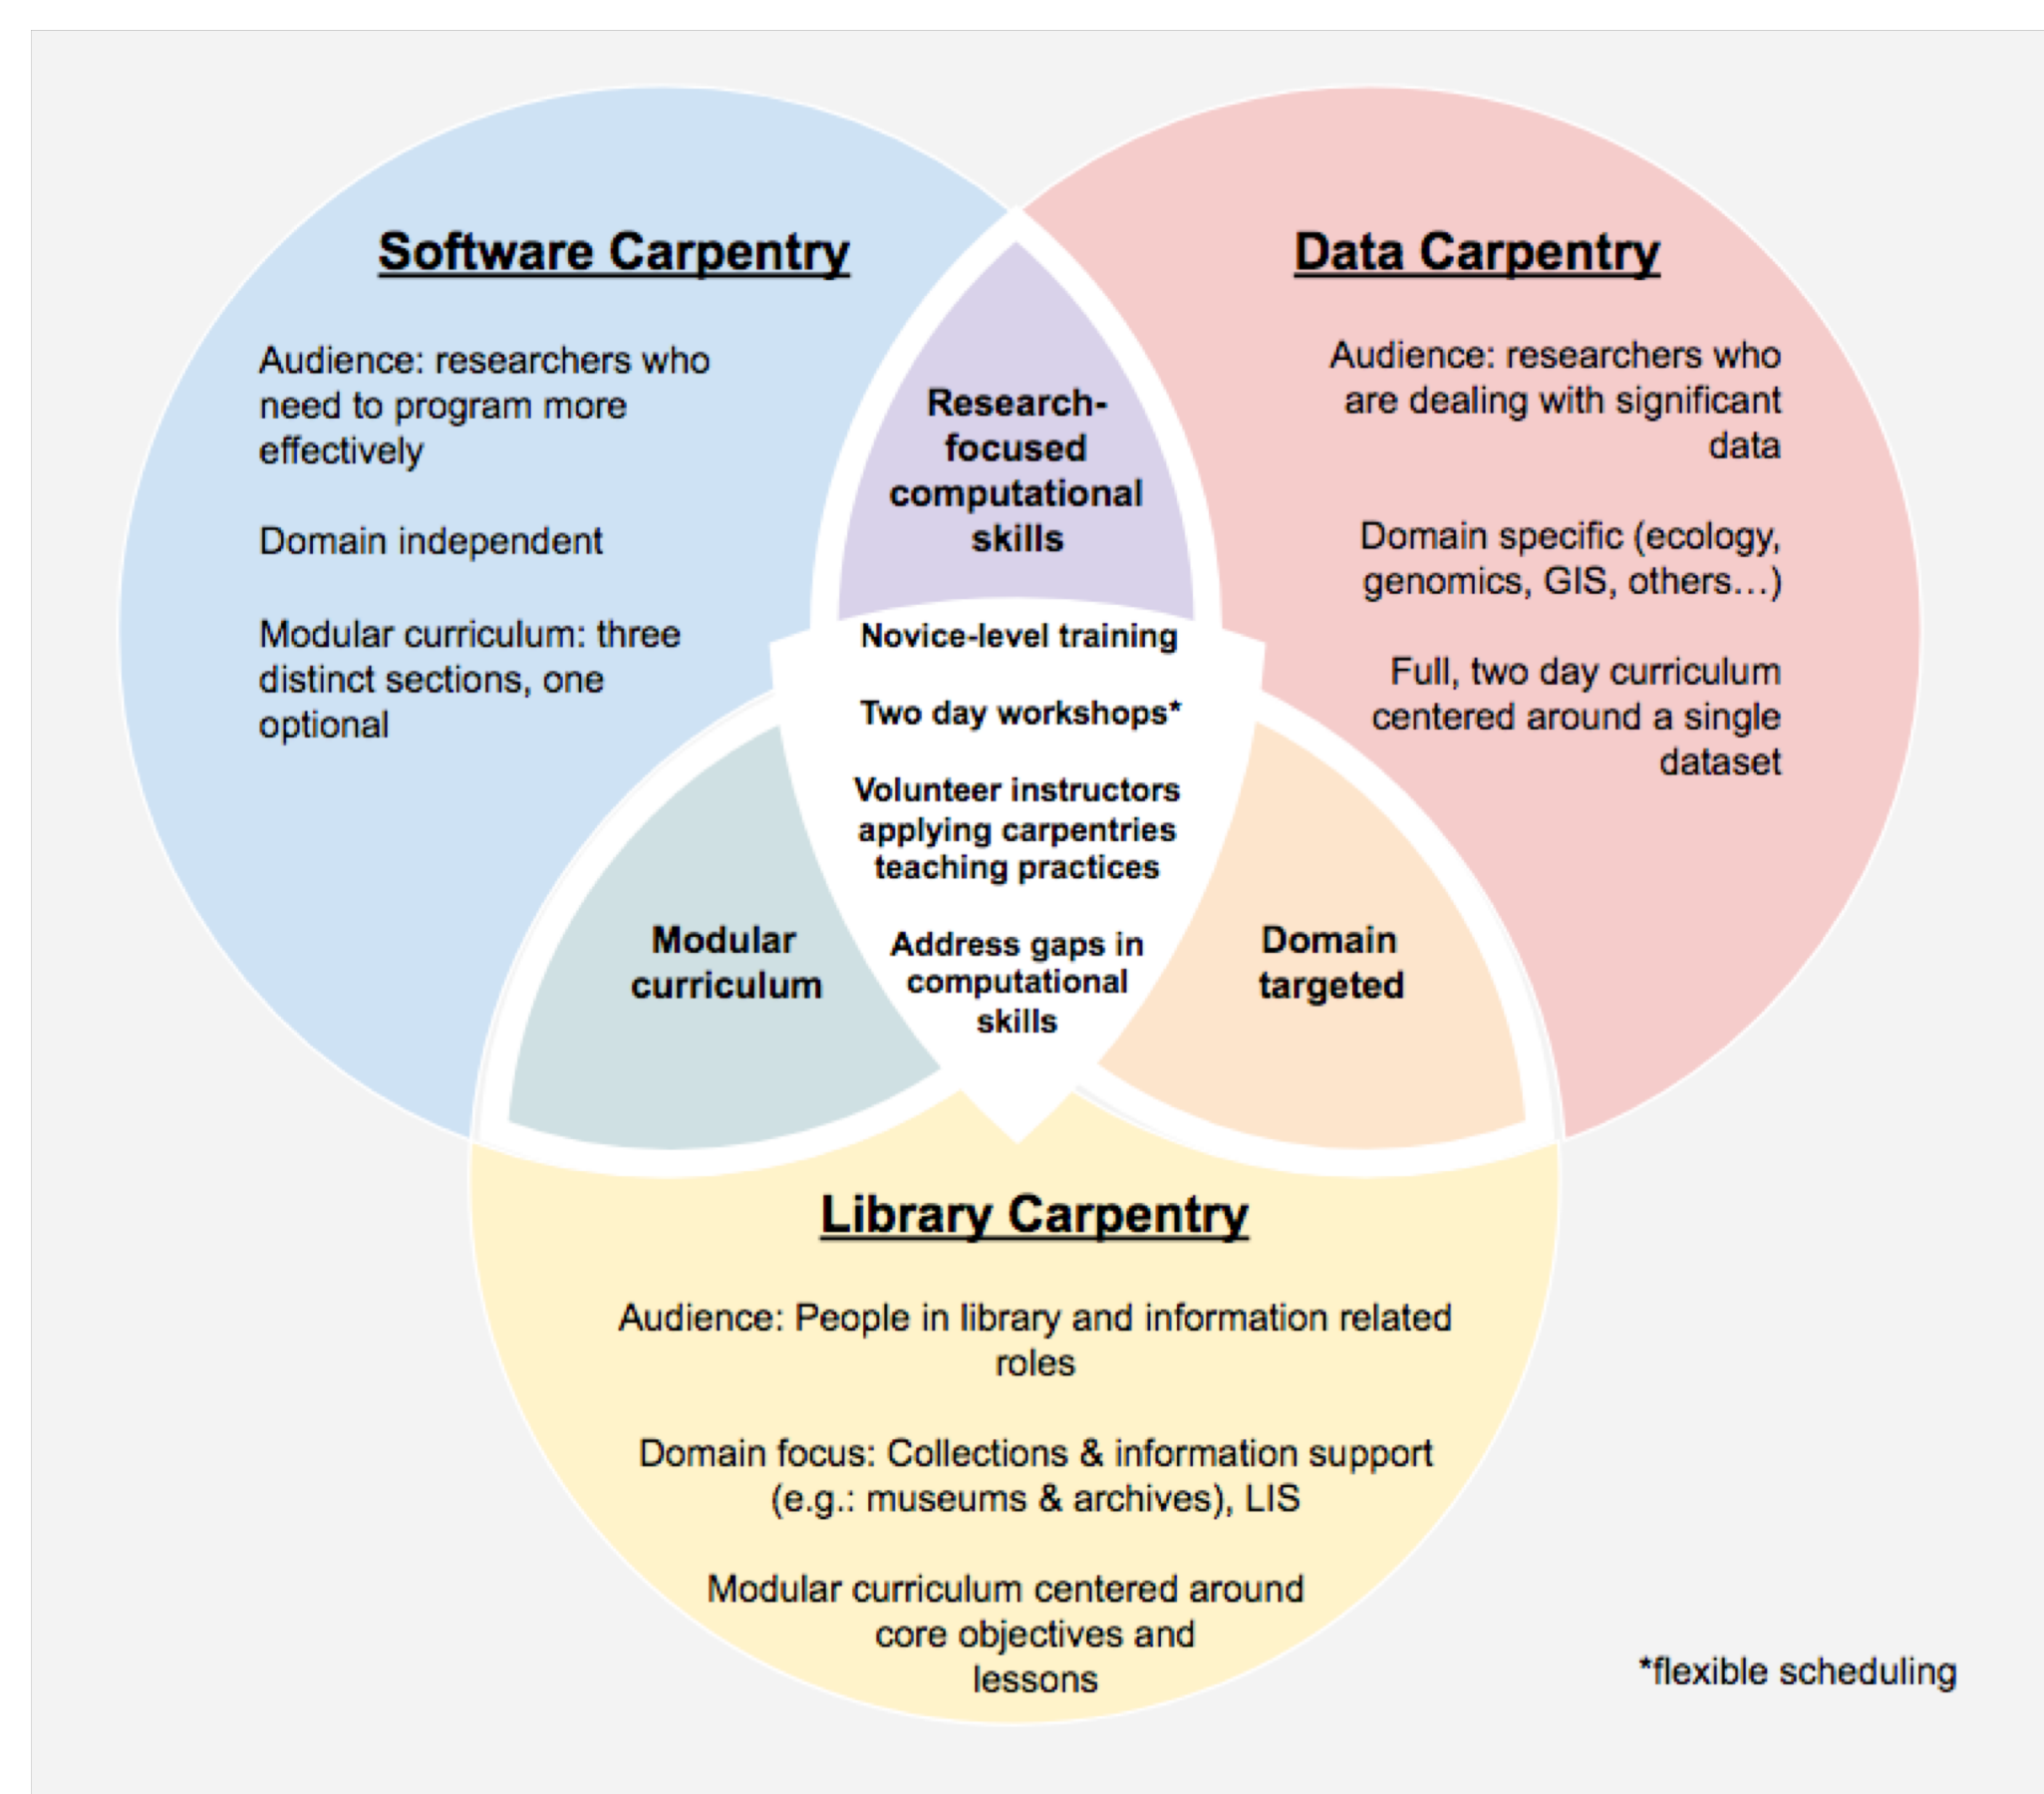 Software Carpentry
Audience: researchers who
need to program more
effectively
Domain independent
Modular curriculum: three
distinct sections, one
optional
Data Carpentry
Audience: researchers who
are dealing with significant
data
Domain specific (ecology,
genomics, GIS, others…)
Full, two day curriculum
centered around a single
dataset
Research-
focused
computational
skills
Novice-level training
Two day workshops*
Volunteer instructors
applying carpentries
teaching practices
Address gaps in
computational
skills
Modular
curriculum
Domain
targeted
Library Carpentry
Audience: People in library and information related
roles
Domain focus: Collections & information support
(e.g.: museums & archives), LIS
Modular curriculum centered around
core objectives and
lessons
*flexible scheduling